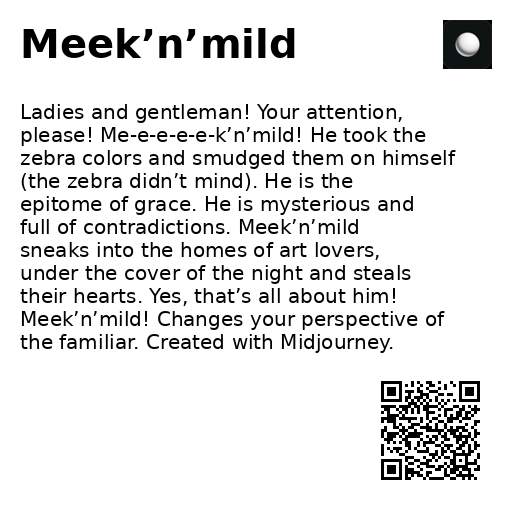 Meek’n’mild
Ladies and gentleman! Your attention,
please! Me-e-e-e-e-k’n’mild! He took the
zebra colors and smudged them on himself
(the zebra didn’t mind). He is the
epitome of grace. He is mysterious and
full of contradictions. Meek’n’mild
sneaks into the homes of art lovers,
under the cover of the night and steals
their hearts. Yes, that’s all about him!
Meek’n’mild! Changes your perspective of
the familiar. Created with Midjourney.